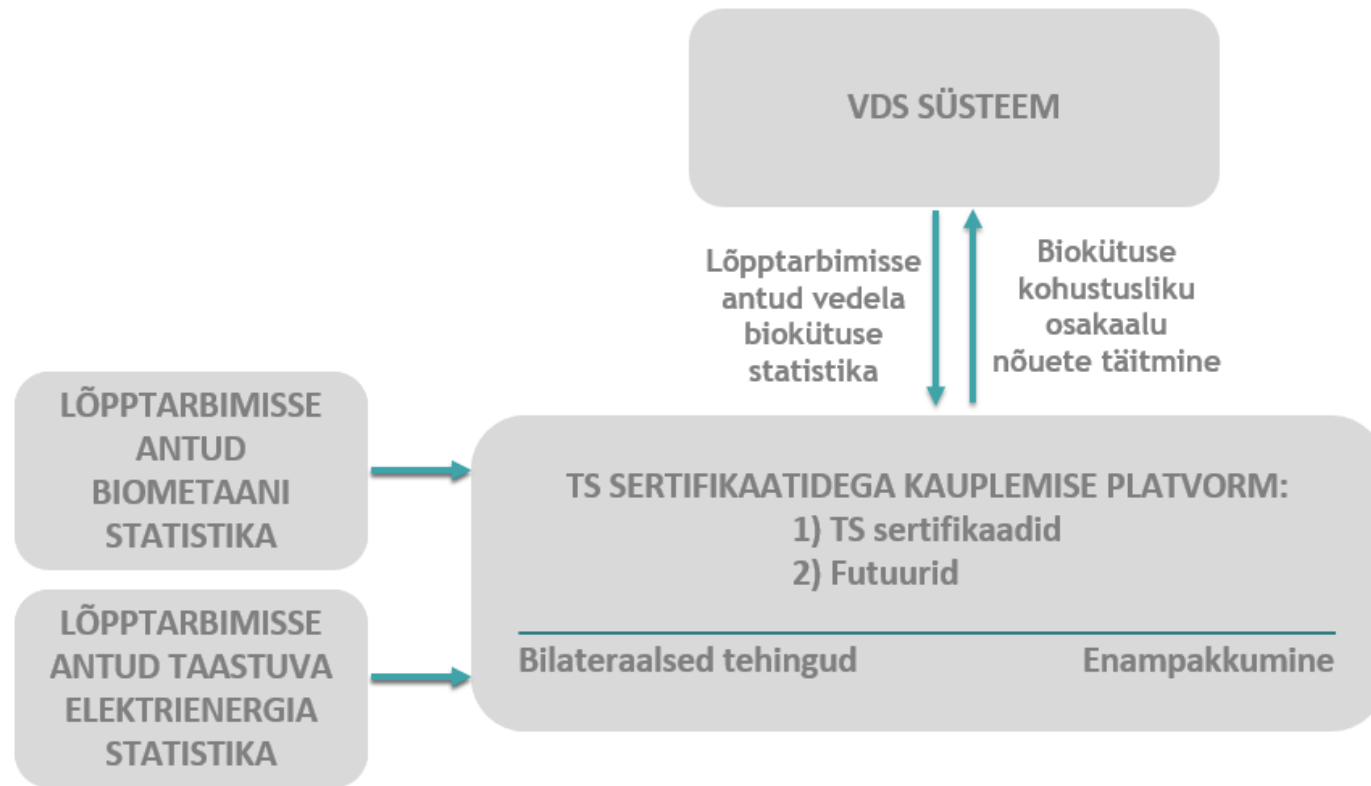 VDS SÜSTEEM
Lõpptarbimisse
antud vedela
biokütuse
statistika
Biokütuse
kohustusliku
osakaalu
nõuete täitmine
LÕPPTARBIMISSE
ANTUD
BIOMETAANI
STATISTIKA
LÕPPTARBIMISSE
ANTUD TAASTUVA
ELEKTRIENERGIA
STATISTIKA
TS SERTIFIKAATIDEGA KAUPLEMISE PLATVORM:
1) TS sertifikaadid
2) Futuurid
Bilateraalsed tehingud
Enampakkumine